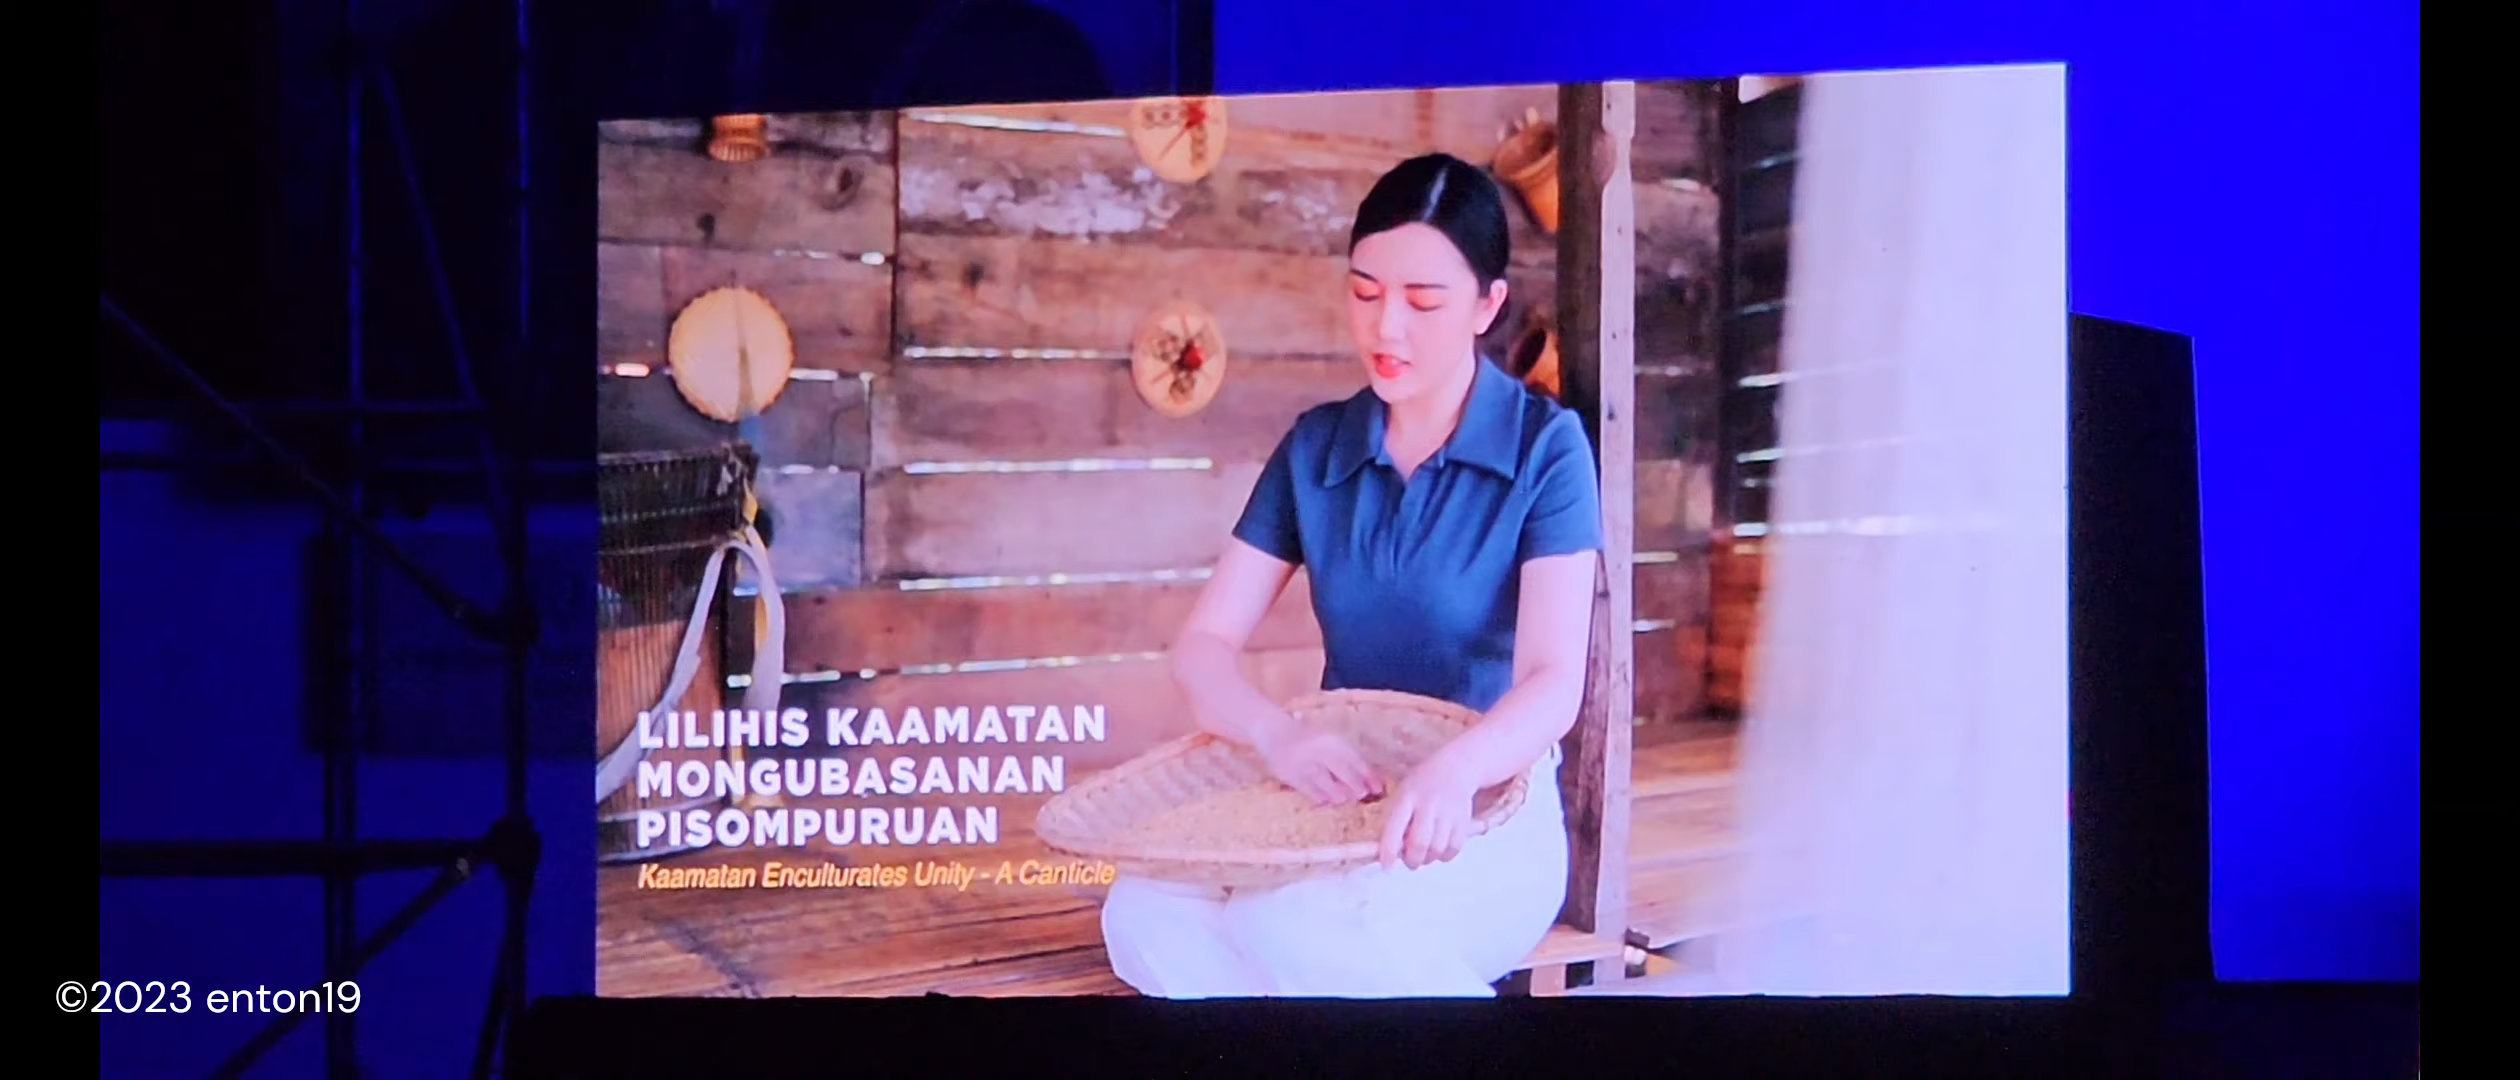 LILIHIS KAAMATAN
MONGUBASANAN
PISOMPURUAN
Kaamatan Enculturates Unity - A Canticle
©2023 enton19